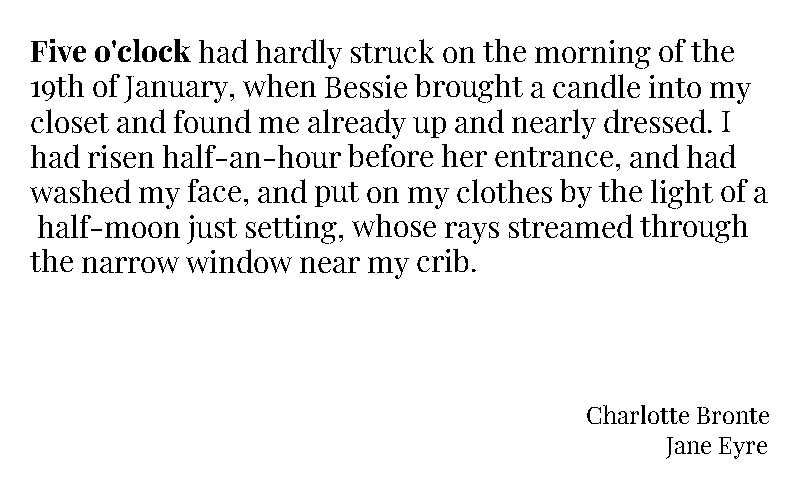 Five o'clock had hardly struck on the morning of the
19th of January, when Bessie brought a candle into my
closet and found me already up and nearly dressed. I
had risen half-an-hour before her entrance, and had
washed my face, and put on my clothes by the light of a
half-moon just setting, whose rays streamed through
the narrow window near my crib.
Charlotte Bronte
Jane Eyre